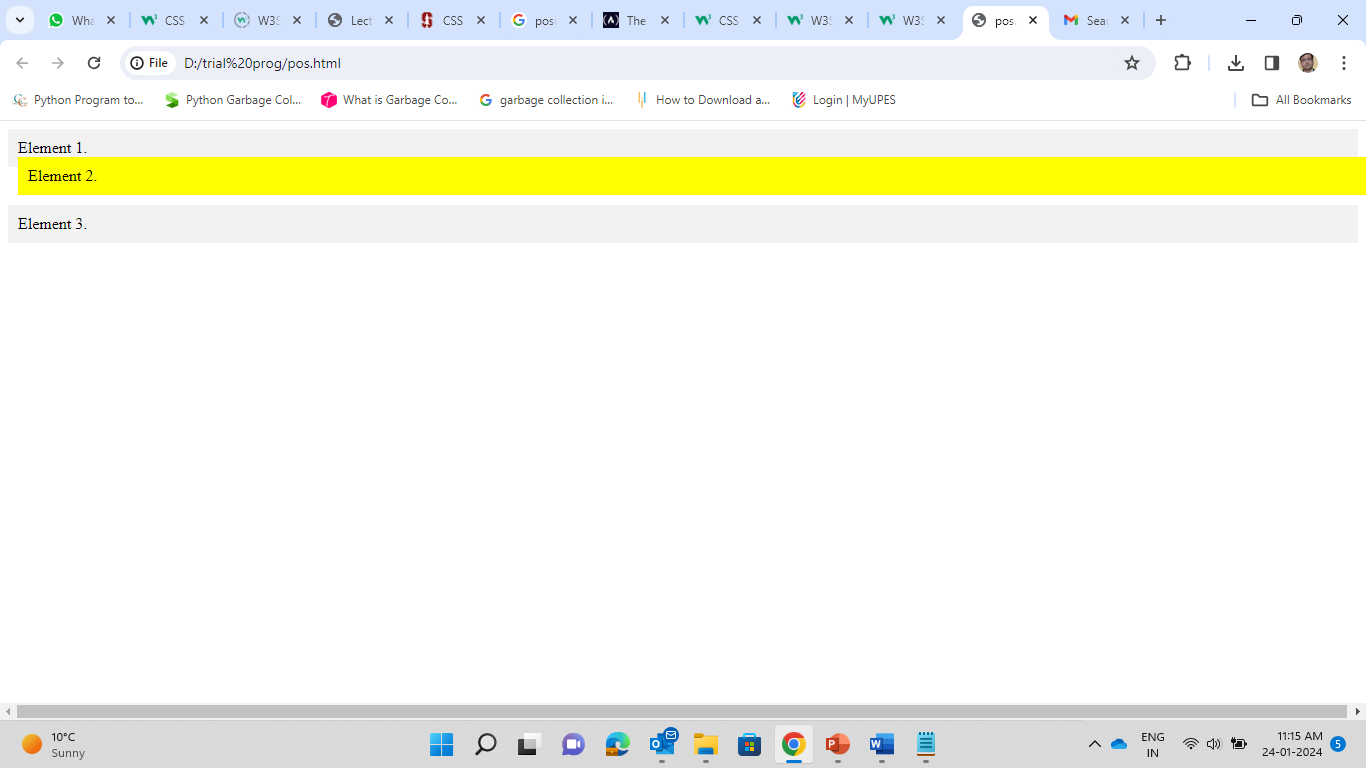 Wha
CSS
W3S
Lect
CSS
posi
The
CSS
W3S
W3S
pos.
Sear
File
D:/trial%20prog/pos.html
Python Program to...
Python Garbage Col...
What is Garbage Co...
garbage collection i...
How to Download a...
Login | MyUPES
All Bookmarks
Element 1.
Element 2.
Element 3.
10°C
Sunny
ENG
IN
11:15 AM
24-01-2024
5